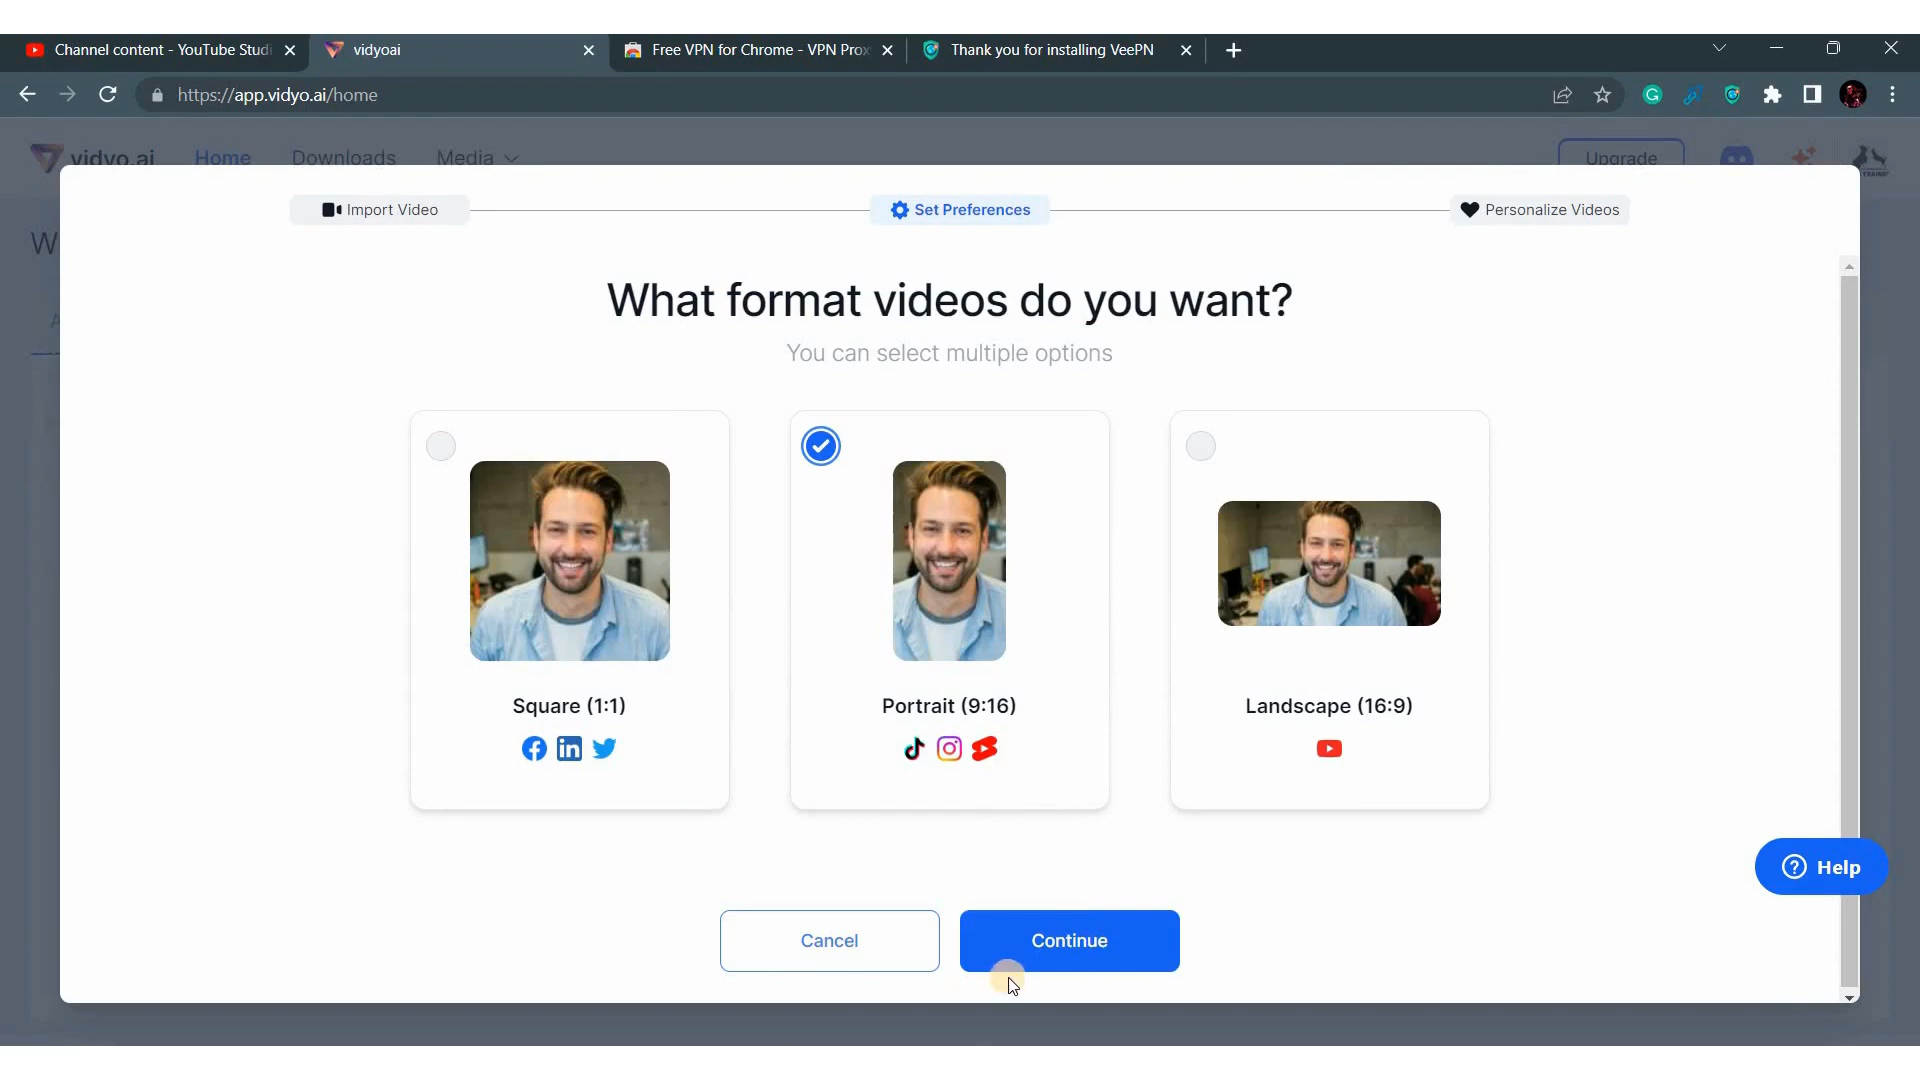 Channel content - YouTube Studi
vidyoai
Free VPN for Chrome - VPN Prox
Thank you for installing VeePN
https://app.vidyo.ai/home
vidyo.ai
Home
Downloads
Media
Upgrade
Import Video
Set Preferences
Personalize Videos
W
A
What format videos do you want?
You can select multiple options
Square (1:1)
Portrait (9:16)
Landscape (16:9)
Help
Cancel
Continue